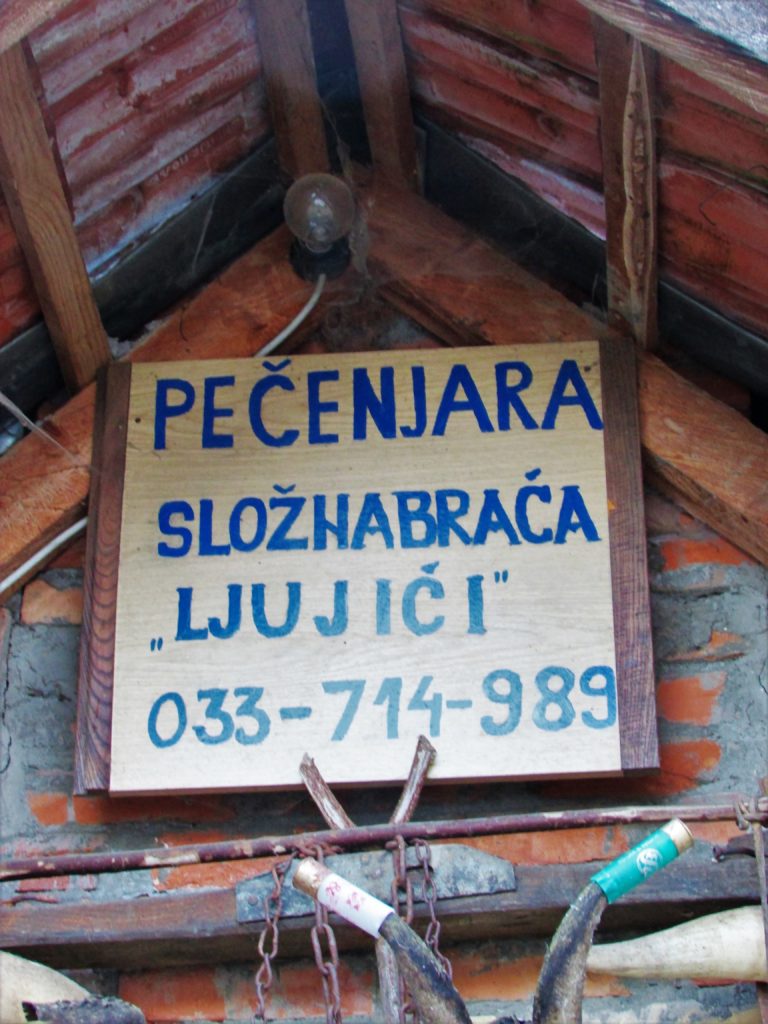 PEČENJARA
SLOŽNABRAĆA
„LJUJIĆI"
033-714-989